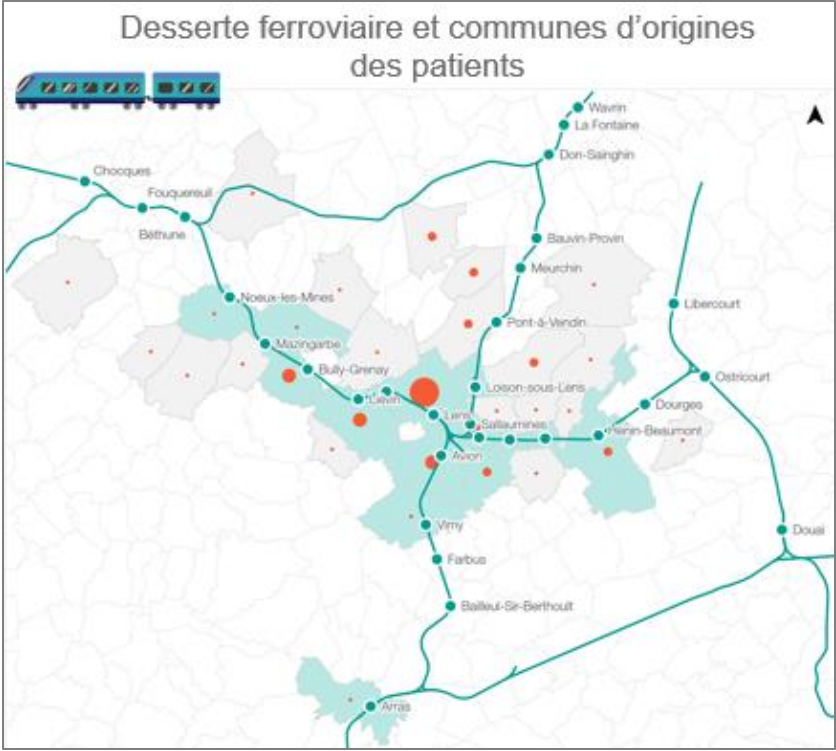 Desserte ferroviaire et communes d'origines
des patients
Wavrin
La Fontaine
Don-Sainghin
Chocques
Fouquereuil
Béthune
Bauvin-Provin
Meurchin
Noeux-les-Mines
Libercourt
Pont-à-Vendin
Mazingarbe
Bully-Grenay
Ostricourt
Loison-sous-Lens
Liévin
Dourges
Lens
Sallaumines
Hénin-Beaumont
Avion
Vimy
Douai
Farbus
Bailleul-Sir-Berthoult
Arras